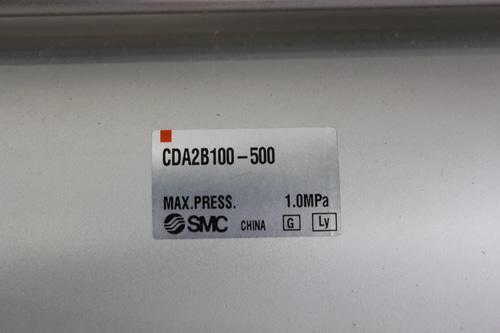 CDA2B100-500
MAX.PRESS. 1.0MPa
SMC CHINA G Ly